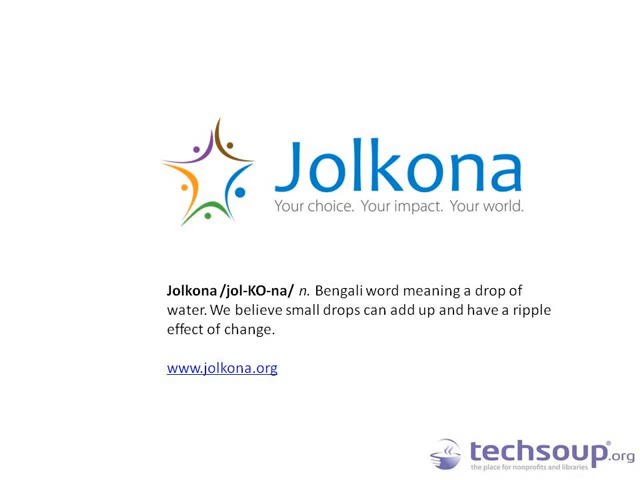 Jolkona
Your choice. Your impact. Your world.
Jolkona /jol-KO-na/ n. Bengali word meaning a drop of
water. We believe small drops can add up and have a ripple
effect of change.
www.jolkona.org
techsoup®.org
the place for nonprofits and libraries